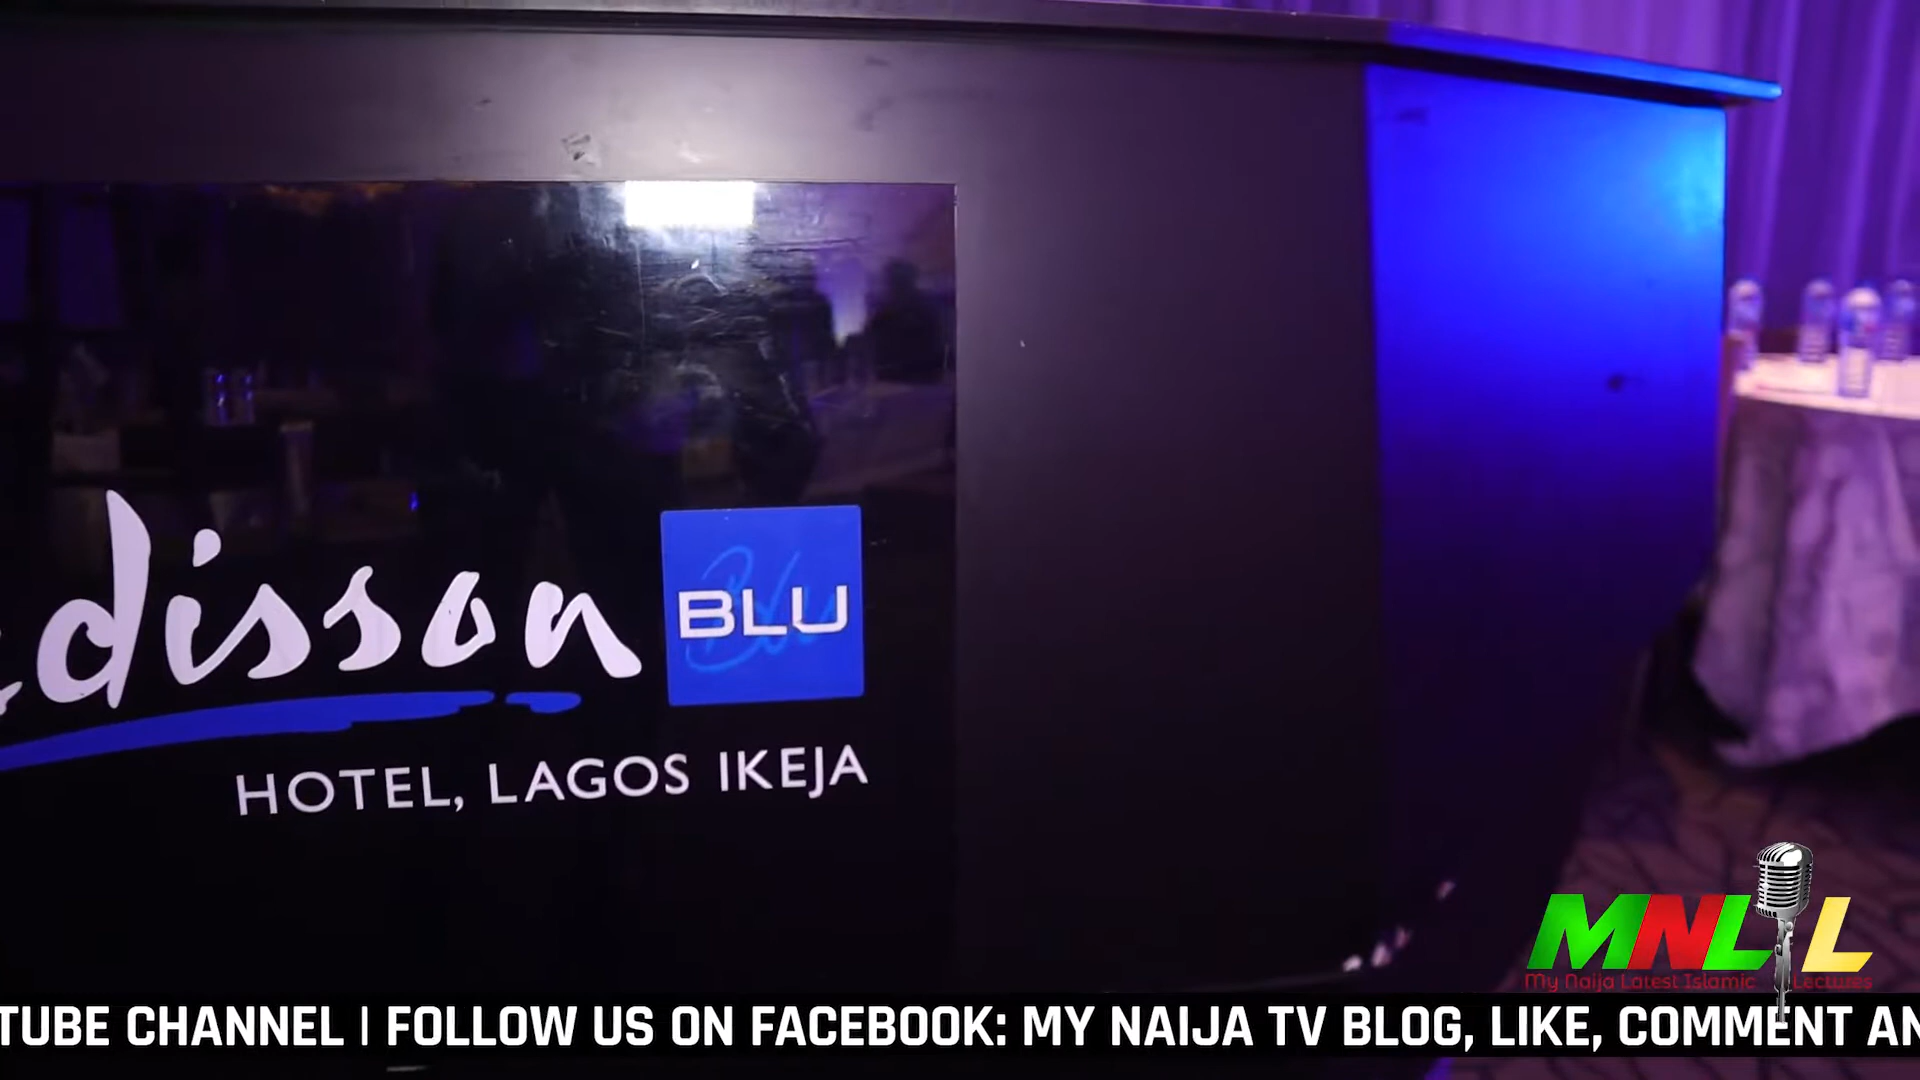 adisson
BLU
HOTEL, LAGOS IKEJA
MNLIL
My Naija Latest Islamic Lectures
TUBE CHANNEL | FOLLOW US ON FACEBOOK: MY NAIJA TV BLOG, LIKE, COMMENT AN